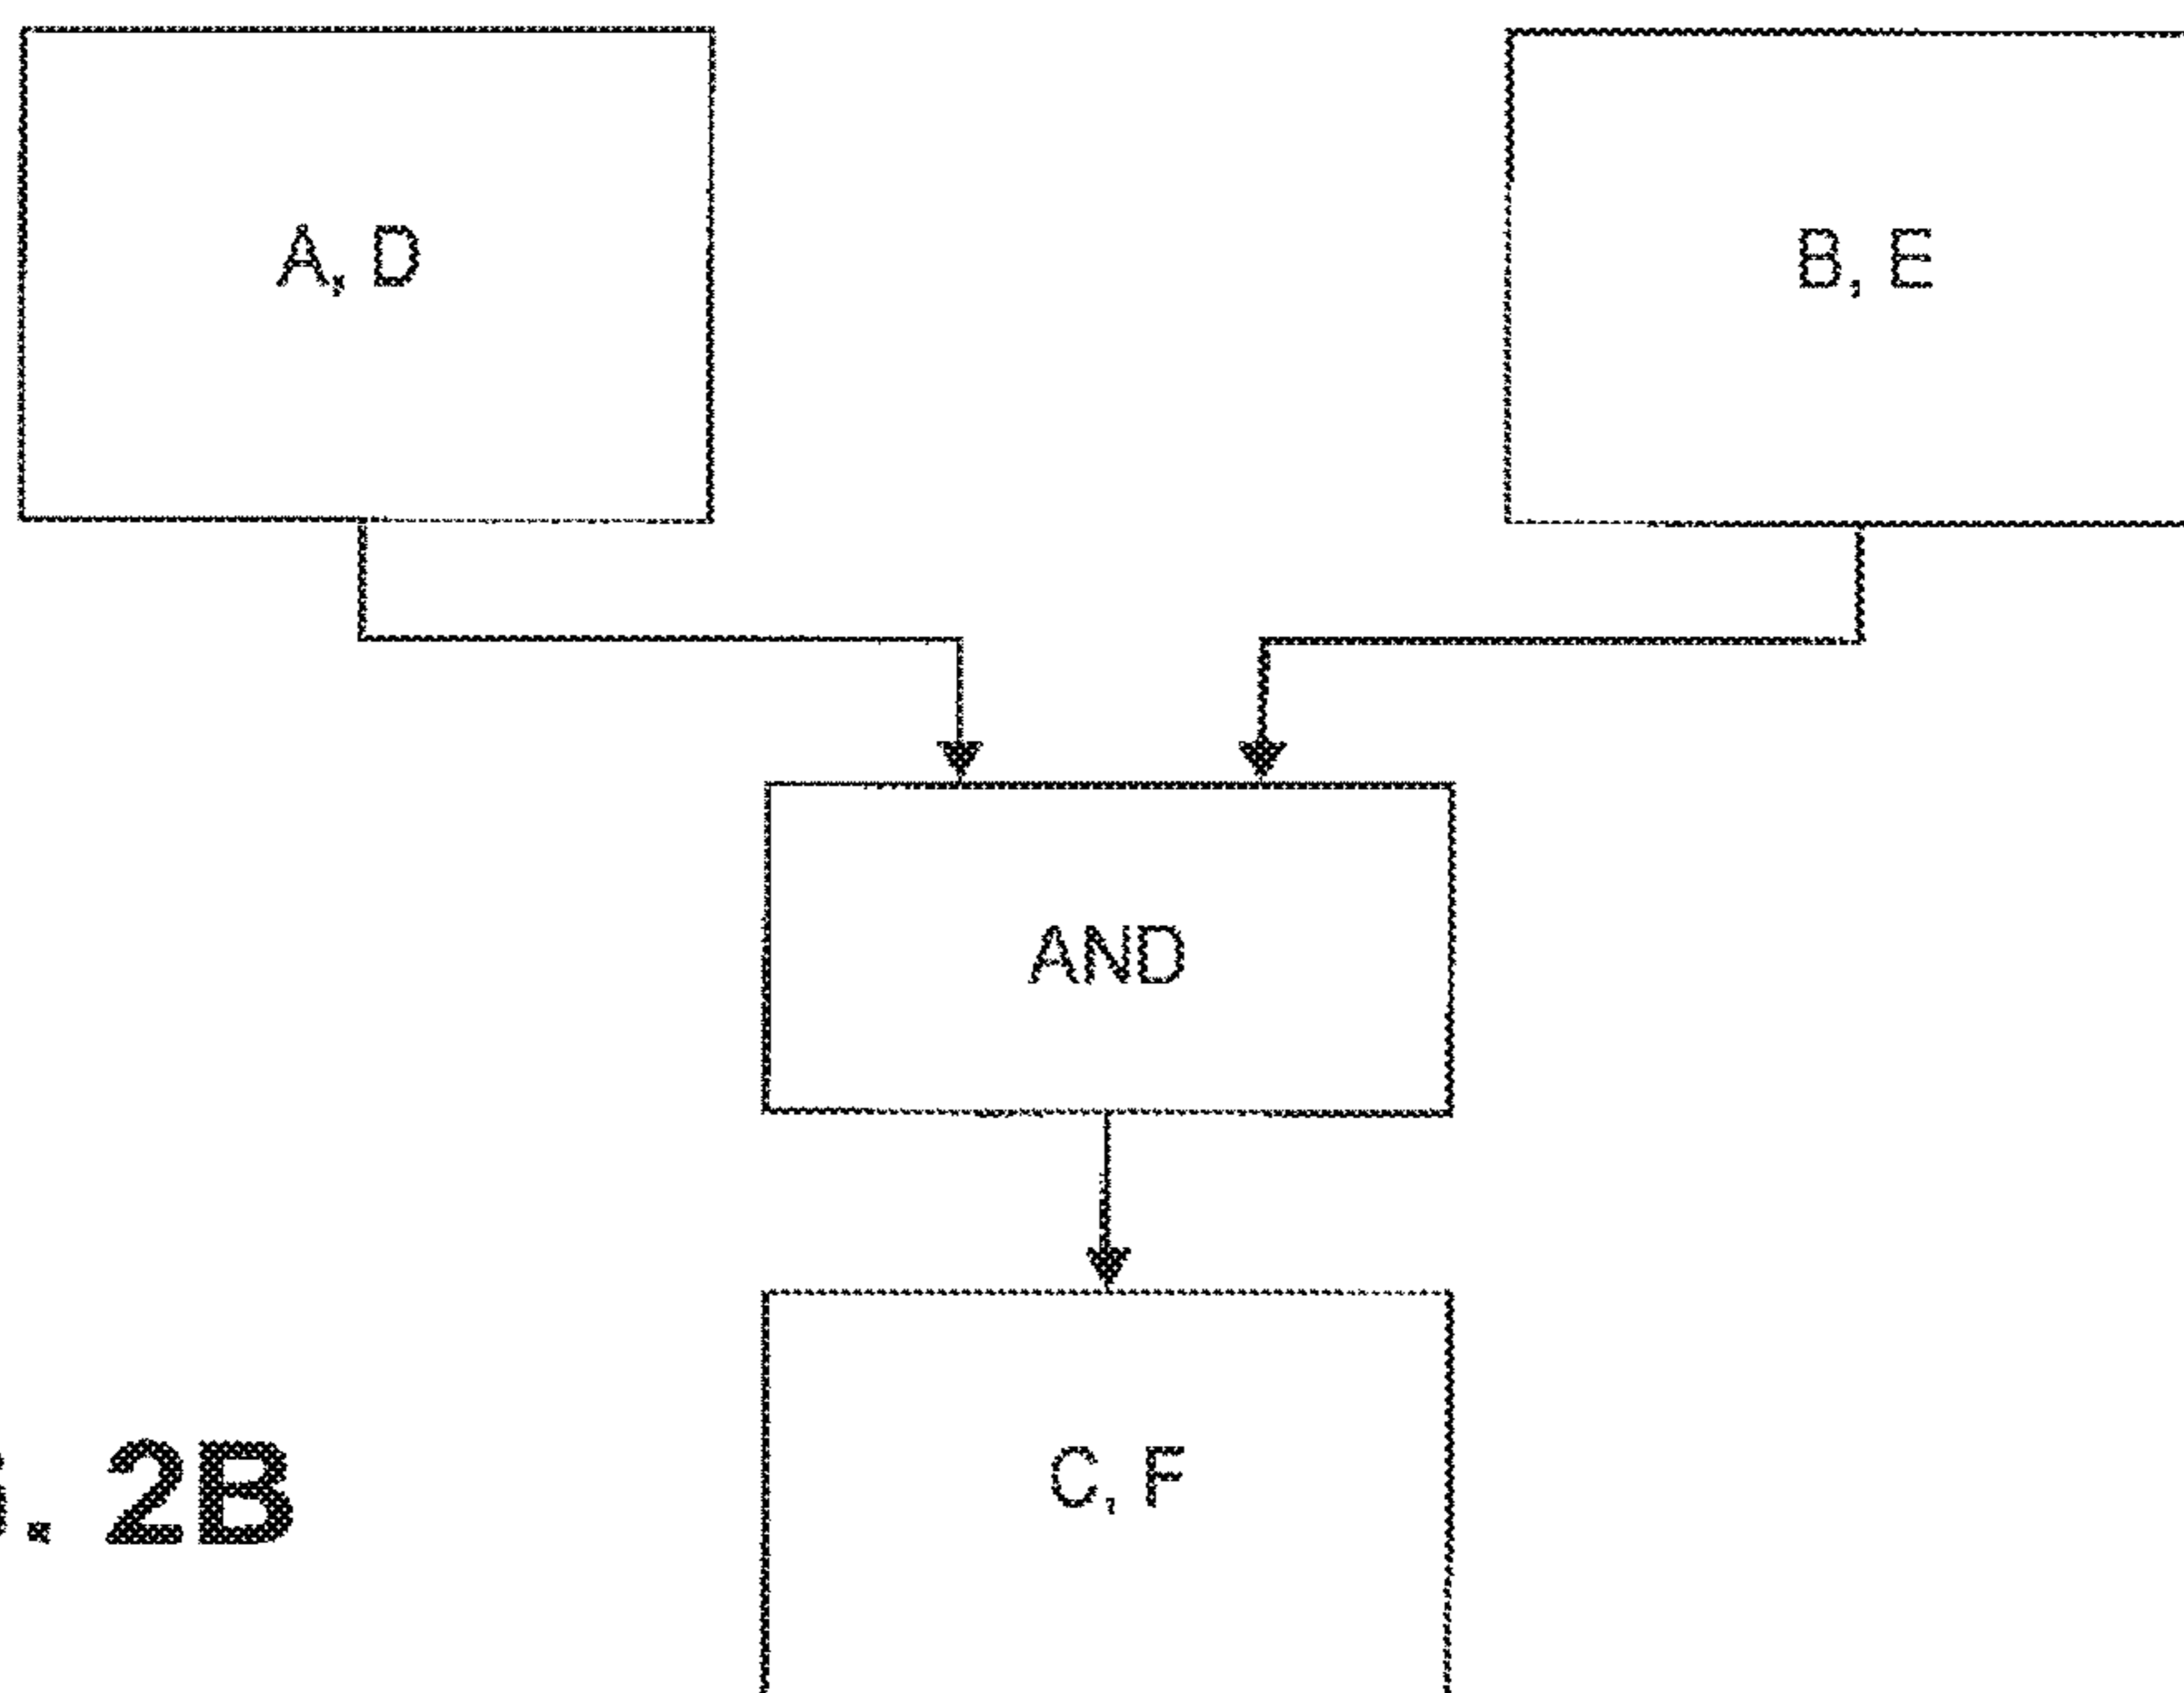 A, D
B, E
AND
C, F
. 2B